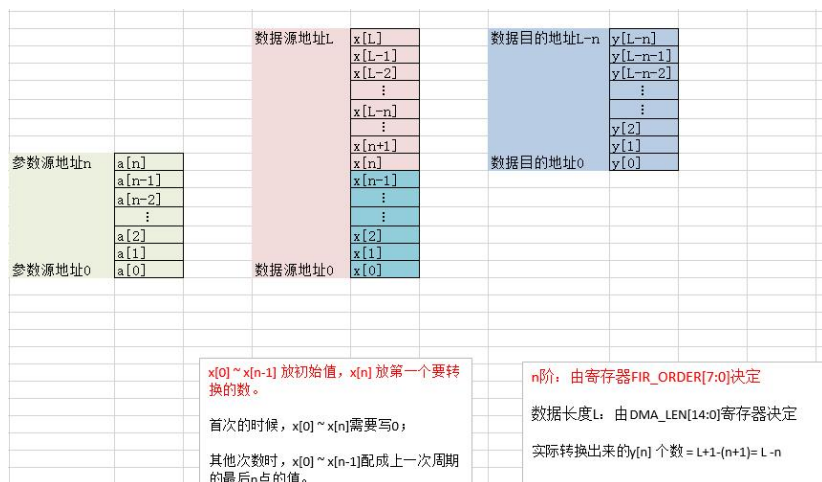 数据源地址L x[L] 数据目的地址L-n y[L-n]
x[L-1] y[L-n-1]
x[L-2] y[L-n-2]
⋮ ⋮
x[L-n] ⋮
⋮ y[2]
x[n+1] y[1]
参数源地址n a[n] x[n] 数据目的地址0 y[0]
a[n-1] x[n-1]
a[n-2] ⋮
⋮ ⋮
a[2] x[2]
a[1] x[1]
参数源地址0 a[0] 数据源地址0 x[0]
x[0] ~ x[n-1] 放初始值，x[n] 放第一个要转
换的数。
首次的时候，x[0] ~ x[n]需要写0；
其他次数时，x[0] ~ x[n-1]配成上一次周期
的最后n点的值。
n阶：由寄存器FIR_ORDER[7:0]决定
数据长度L：由DMA_LEN[14:0]寄存器决定
实际转换出来的y[n] 个数 = L+1-(n+1)= L -n